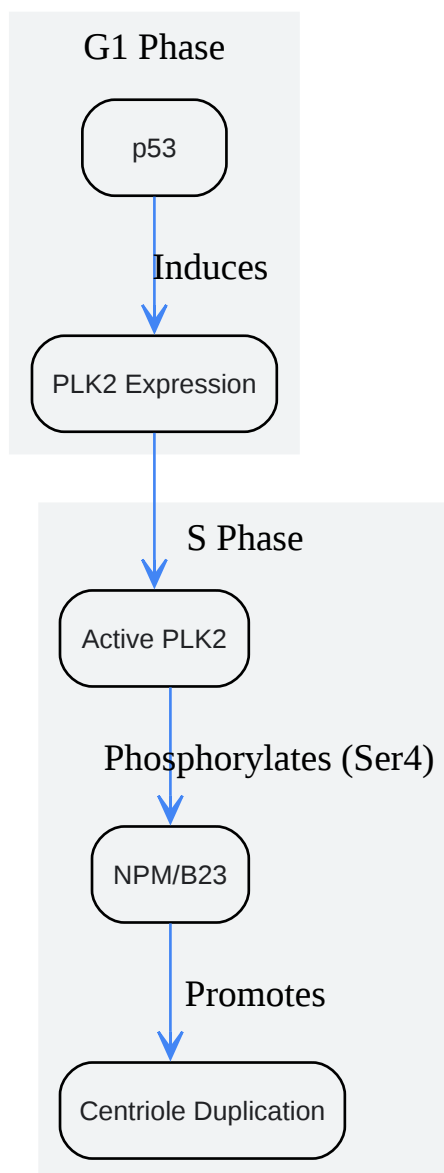 G1 Phase
p53
Induces
PLK2 Expression
S Phase
Active PLK2
Phosphorylates (Ser4)
NPM/B23
Promotes
Centriole Duplication